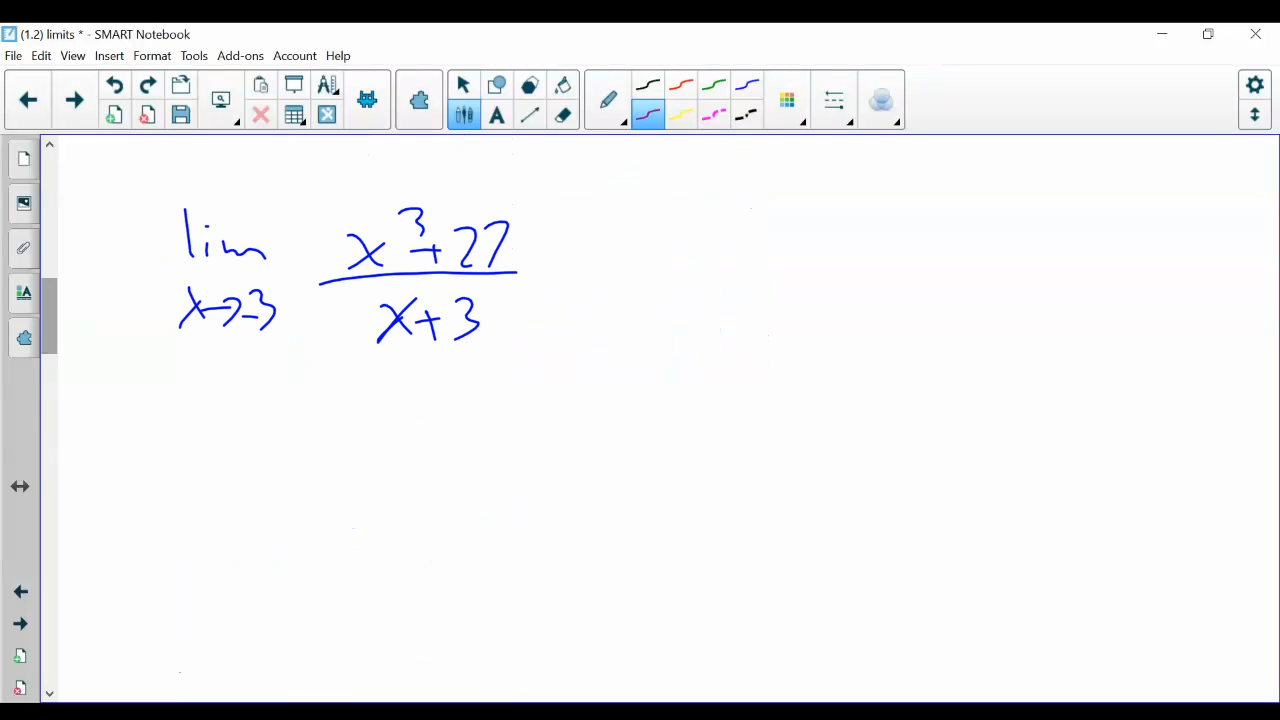 (1.2) limits * - SMART Notebook
File Edit View Insert Format Tools Add-ons Account Help
lim x³+27
x→-3 x+3